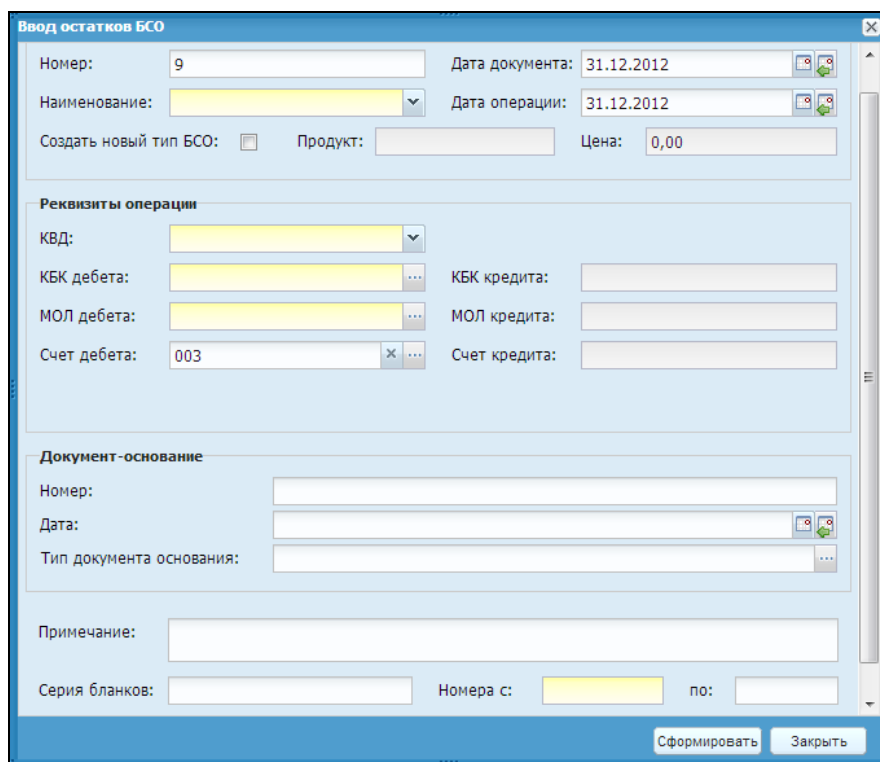 Ввод остатков БСО
Номер: 9 Дата документа: 31.12.2012
Наименование: Дата операции: 31.12.2012
Создать новый тип БСО: Продукт: Цена: 0,00
Реквизиты операции
КВД:
КБК дебета: КБК кредита:
МОЛ дебета: МОЛ кредита:
Счет дебета: 003 Счет кредита:
Документ-основание
Номер:
Дата:
Тип документа основания:
Примечание:
Серия бланков: Номера с: по:
Сформировать Закрыть